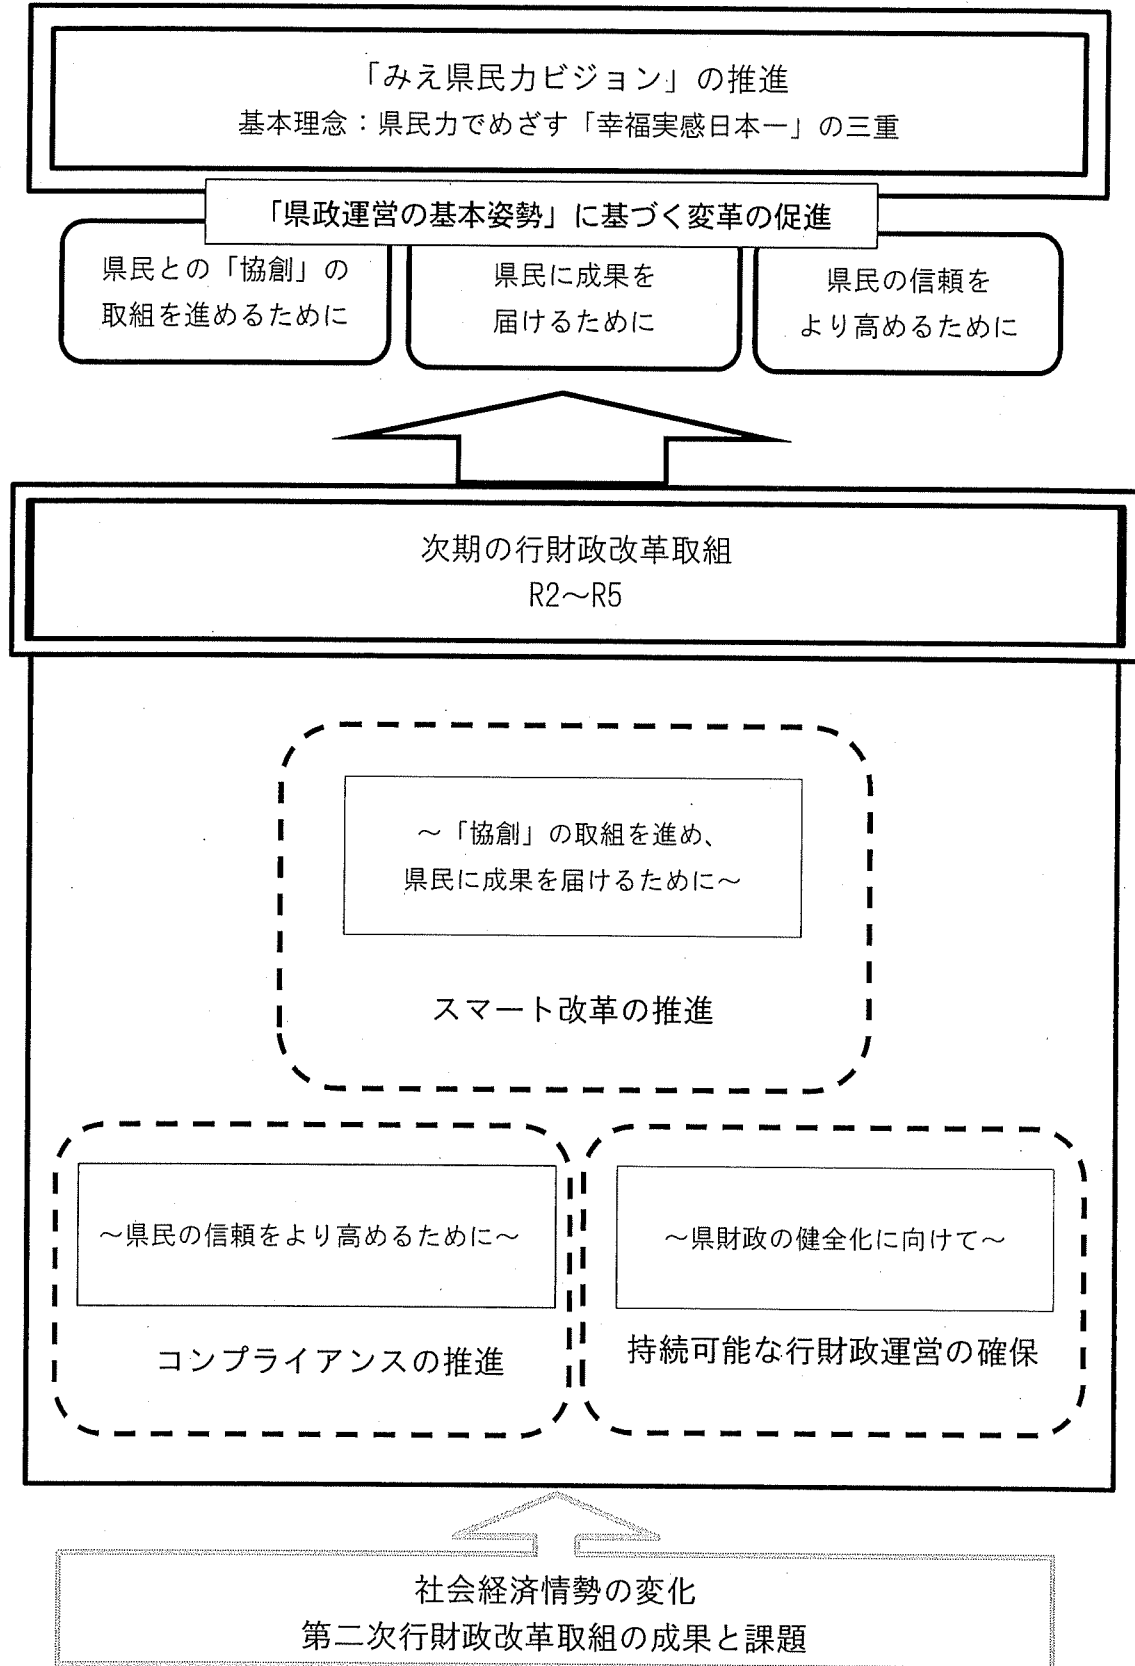 「みえ県民力ビジョン」の推進
基本理念：県民力でめざす「幸福実感日本一」の三重
「県政運営の基本姿勢」に基づく変革の促進
県民との「協創」の
取組を進めるために
県民に成果を
届けるために
県民の信頼を
より高めるために
次期の行財政改革取組
R2～R5
～「協創」の取組を進め、
県民に成果を届けるために～
スマート改革の推進
～県民の信頼をより高めるために～
コンプライアンスの推進
～県財政の健全化に向けて～
持続可能な行財政運営の確保
社会経済情勢の変化
第二次行財政改革取組の成果と課題